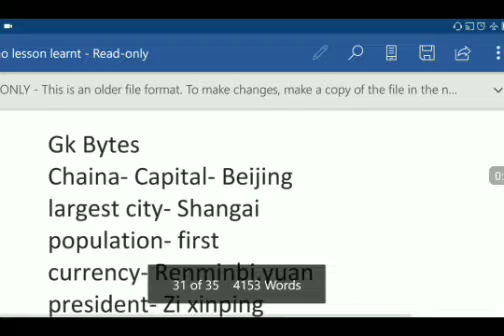 no lesson learnt - Read-only
ONLY - This is an older file format. To make changes, make a copy of the file in the n...
Gk Bytes
Chaina- Capital- Beijing
largest city- Shangai
population- first
currency- Renminbi,yuan
31 of 35 4153 Words
president- Zi xinping